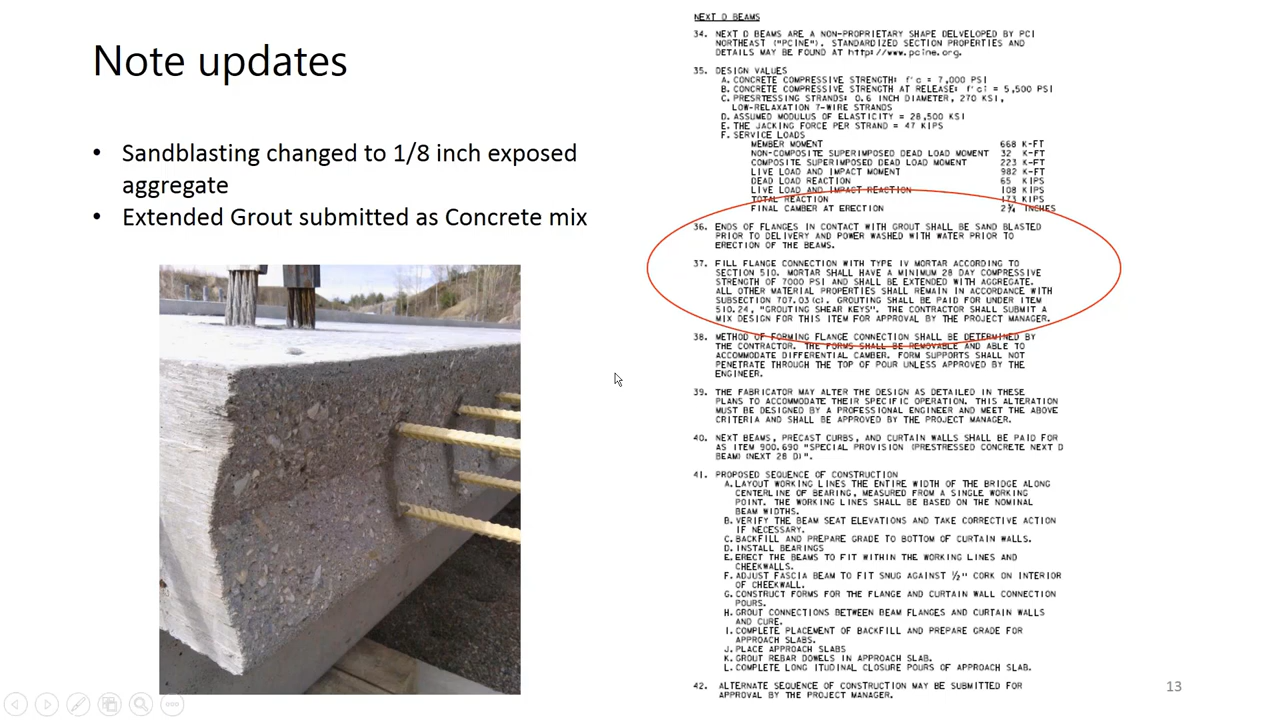 Note updates
• Sandblasting changed to 1/8 inch exposed
aggregate
• Extended Grout submitted as Concrete mix
NEXT D BEAMS
34. NEXT D BEAMS ARE A NON-PROPRIETARY SHAPE DELVELOPED BY PCI
NORTHEAST ("PCINE"). STANDARDIZED SECTION PROPERTIES AND
DETAILS MAY BE FOUND AT http://www.pcine.org.
35. DESIGN VALUES
A. CONCRETE COMPRESSIVE STRENGTH: f'c = 7,000 PSI
B. CONCRETE COMPRESSIVE STRENGTH AT RELEASE: f'ci = 5,500 PSI
C. PRESRTESSING STRANDS: 0.6 INCH DIAMETER, 270 KSI,
LOW-RELAXATION 7-WIRE STRANDS
D. ASSUMED MODULUS OF ELASTICITY = 28,500 KSI
E. THE JACKING FORCE PER STRAND = 47 KIPS
F. SERVICE LOADS
MEMBER MOMENT 668 K-FT
NON-COMPOSITE SUPERIMPOSED DEAD LOAD MOMENT 32 K-FT
COMPOSITE SUPERIMPOSED DEAD LOAD MOMENT 223 K-FT
LIVE LOAD AND IMPACT MOMENT 982 K-FT
DEAD LOAD REACTION 65 KIPS
LIVE LOAD AND IMPACT REACTION 108 KIPS
TOTAL REACTION 173 KIPS
FINAL CAMBER AT ERECTION 2¾ INCHES
36. ENDS OF FLANGES IN CONTACT WITH GROUT SHALL BE SAND BLASTED
PRIOR TO DELIVERY AND POWER WASHED WITH WATER PRIOR TO
ERECTION OF THE BEAMS.
37. FILL FLANGE CONNECTION WITH TYPE IV MORTAR ACCORDING TO
SECTION 510. MORTAR SHALL HAVE A MINIMUM 28 DAY COMPRESSIVE
STRENGTH OF 7000 PSI AND SHALL BE EXTENDED WITH AGGREGATE.
ALL OTHER MATERIAL PROPERTIES SHALL REMAIN IN ACCORDANCE WITH
SUBSECTION 707.03(c). GROUTING SHALL BE PAID FOR UNDER ITEM
510.24, "GROUTING SHEAR KEYS". THE CONTRACTOR SHALL SUBMIT A
MIX DESIGN FOR THIS ITEM FOR APPROVAL BY THE PROJECT MANAGER.
38. METHOD OF FORMING FLANGE CONNECTION SHALL BE DETERMINED BY
THE CONTRACTOR. THE FORMS SHALL BE REMOVABLE AND ABLE TO
ACCOMMODATE DIFFERENTIAL CAMBER. FORM SUPPORTS SHALL NOT
PENETRATE THROUGH THE TOP OF POUR UNLESS APPROVED BY THE
ENGINEER.
39. THE FABRICATOR MAY ALTER THE DESIGN AS DETAILED IN THESE
PLANS TO ACCOMMODATE THEIR SPECIFIC OPERATION. THIS ALTERATION
MUST BE DESIGNED BY A PROFESSIONAL ENGINEER AND MEET THE ABOVE
CRITERIA AND SHALL BE APPROVED BY THE PROJECT MANAGER.
40. NEXT BEAMS, PRECAST CURBS, AND CURTAIN WALLS SHALL BE PAID FOR
AS ITEM 900.690 "SPECIAL PROVISION (PRESTRESSED CONCRETE NEXT D
BEAM) (NEXT 28 D)".
41. PROPOSED SEQUENCE OF CONSTRUCTION
A. LAYOUT WORKING LINES THE ENTIRE WIDTH OF THE BRIDGE ALONG
CENTERLINE OF BEARING, MEASURED FROM A SINGLE WORKING
POINT. THE WORKING LINES SHALL BE BASED ON THE NOMINAL
BEAM WIDTHS.
B. VERIFY THE BEAM SEAT ELEVATIONS AND TAKE CORRECTIVE ACTION
IF NECESSARY.
C. BACKFILL AND PREPARE GRADE TO BOTTOM OF CURTAIN WALLS.
D. INSTALL BEARINGS
E. ERECT THE BEAMS TO FIT WITHIN THE WORKING LINES AND
CHEEKWALLS.
F. ADJUST FASCIA BEAM TO FIT SNUG AGAINST ½" CORK ON INTERIOR
OF CHEEKWALL.
G. CONSTRUCT FORMS FOR THE FLANGE AND CURTAIN WALL CONNECTION
POURS.
H. GROUT CONNECTIONS BETWEEN BEAM FLANGES AND CURTAIN WALLS
AND CURE.
I. COMPLETE PLACEMENT OF BACKFILL AND PREPARE GRADE FOR
APPROACH SLABS.
J. PLACE APPROACH SLABS
K. GROUT REBAR DOWELS IN APPROACH SLAB.
L. COMPLETE LONG ITUDINAL CLOSURE POURS OF APPROACH SLAB.
42. ALTERNATE SEQUENCE OF CONSTRUCTION MAY BE SUBMITTED FOR
APPROVAL BY THE PROJECT MANAGER.
13